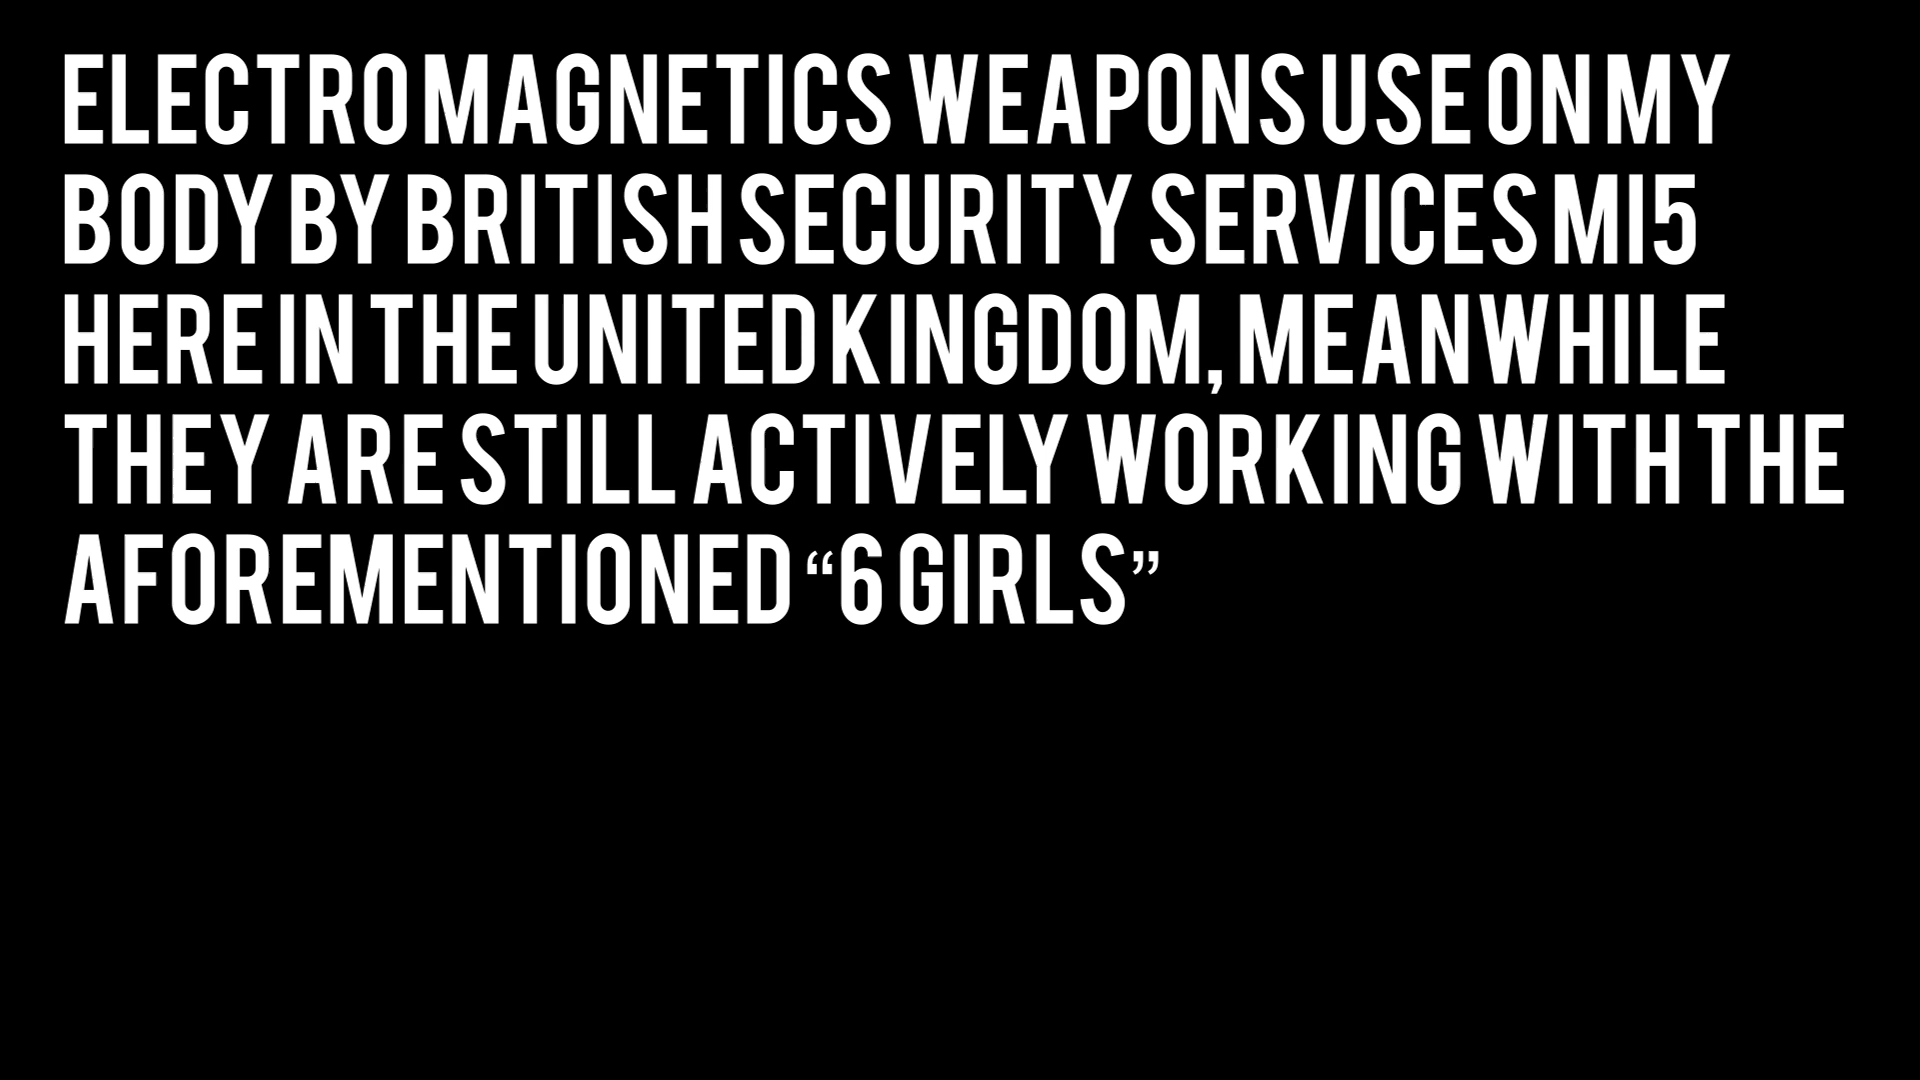 ELECTRO MAGNETICS WEAPONS USE ON MY
BODY BY BRITISH SECURITY SERVICES MI5
HERE IN THE UNITED KINGDOM, MEANWHILE
THEY ARE STILL ACTIVELY WORKING WITH THE
AFOREMENTIONED “6 GIRLS”